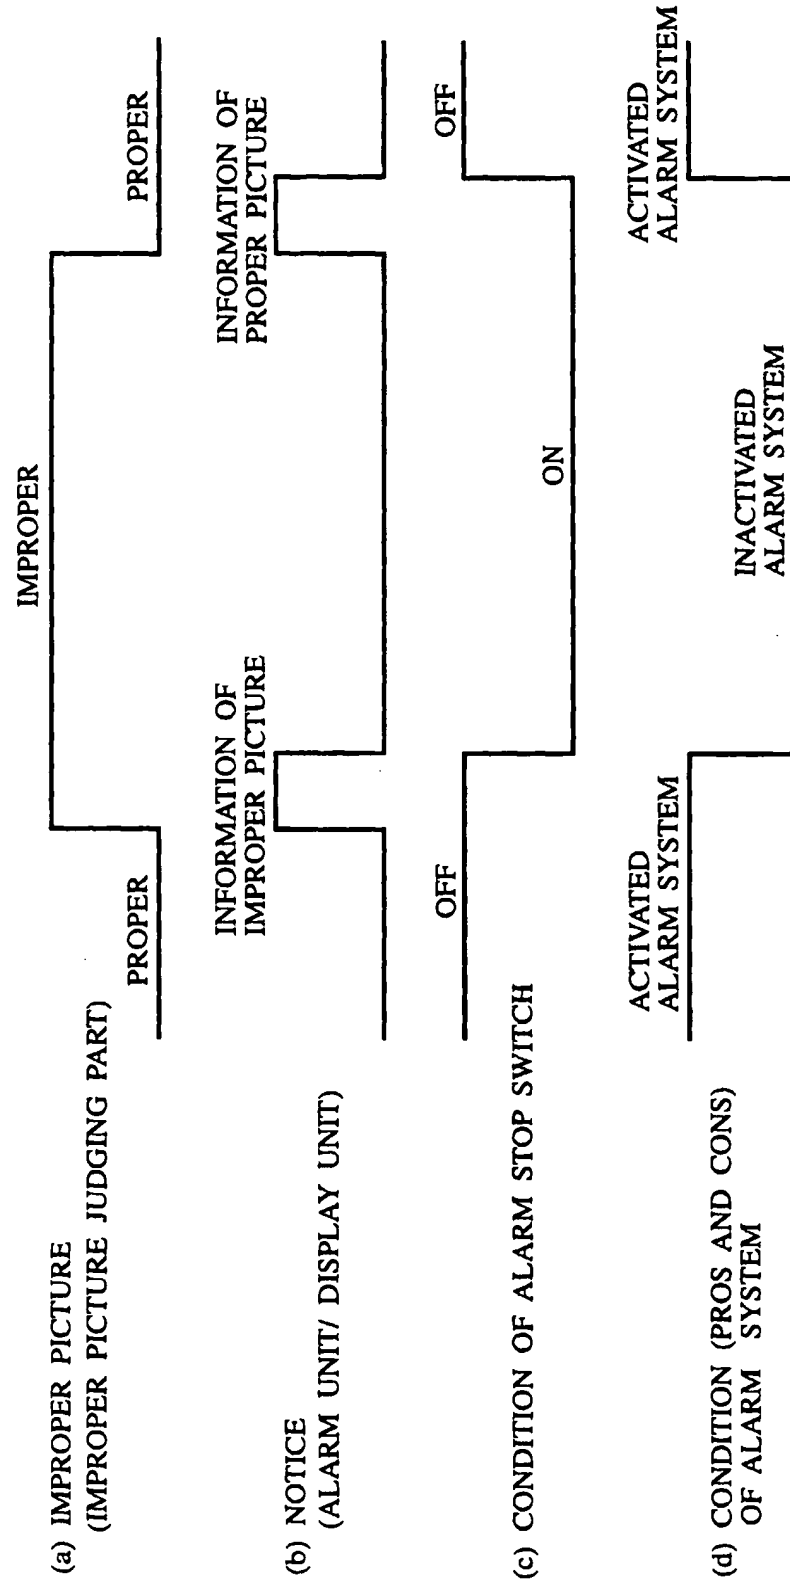 (a) IMPROPER PICTURE
(IMPROPER PICTURE JUDGING PART)
PROPER
IMPROPER
PROPER
(b) NOTICE
(ALARM UNIT/ DISPLAY UNIT)
INFORMATION OF
IMPROPER PICTURE
INFORMATION OF
PROPER PICTURE
(c) CONDITION OF ALARM STOP SWITCH
OFF
ON
OFF
(d) CONDITION (PROS AND CONS)
OF ALARM SYSTEM
ACTIVATED
ALARM SYSTEM
INACTIVATED
ALARM SYSTEM
ACTIVATED
ALARM SYSTEM